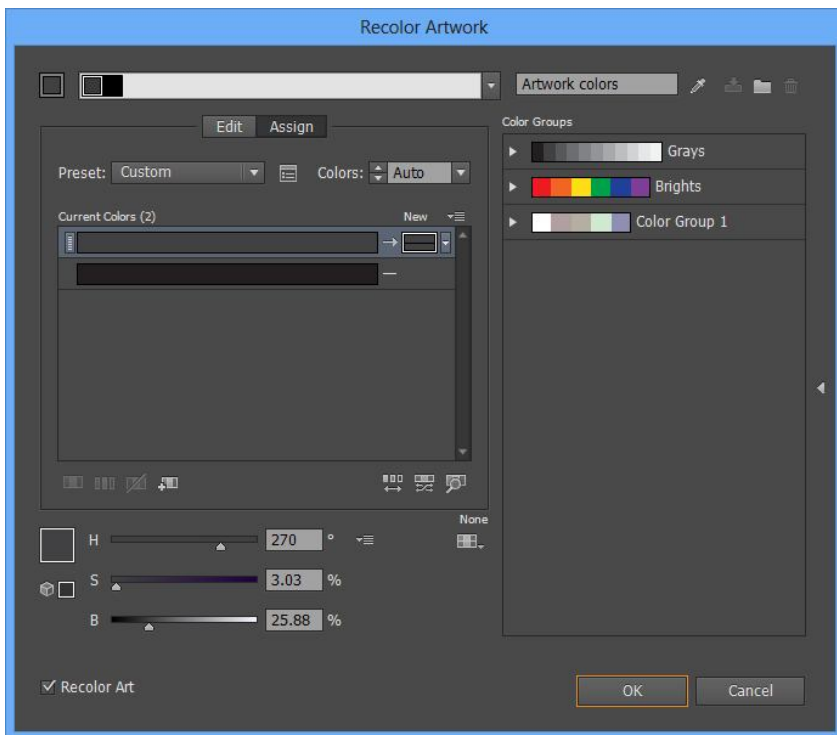 Recolor Artwork
Artwork colors
Edit Assign
Color Groups
Preset: Custom Colors: Auto
Grays
Brights
Color Group 1
Current Colors (2) New
None
H 270 °
S 3.03 %
B 25.88 %
Recolor Art
OK Cancel